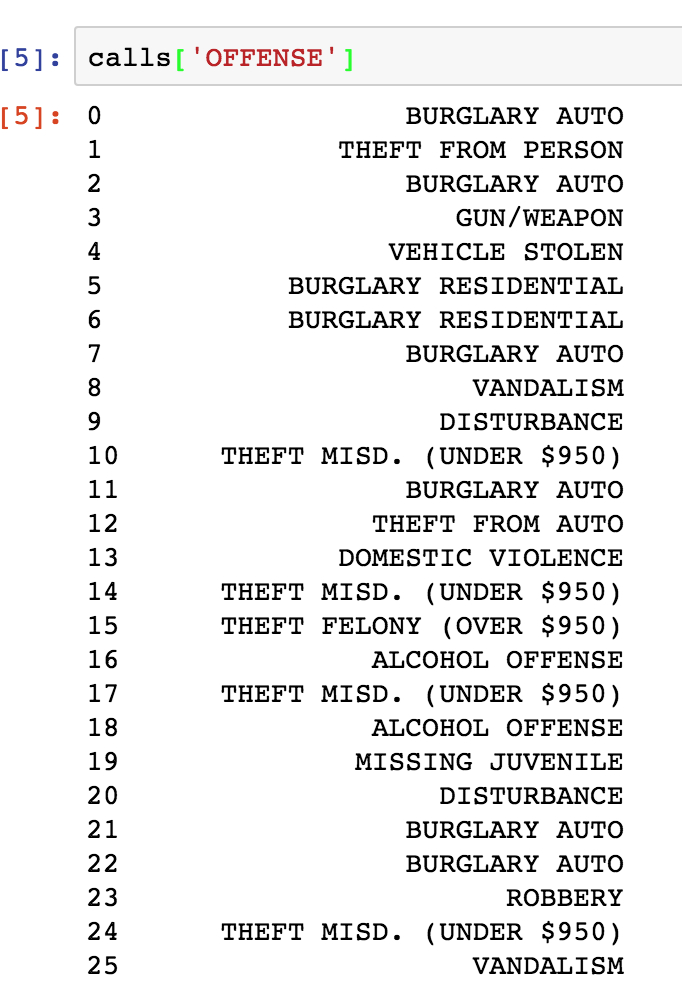 [5]: calls['OFFENSE']
[5]: 0 BURGLARY AUTO
1 THEFT FROM PERSON
2 BURGLARY AUTO
3 GUN/WEAPON
4 VEHICLE STOLEN
5 BURGLARY RESIDENTIAL
6 BURGLARY RESIDENTIAL
7 BURGLARY AUTO
8 VANDALISM
9 DISTURBANCE
10 THEFT MISD. (UNDER $950)
11 BURGLARY AUTO
12 THEFT FROM AUTO
13 DOMESTIC VIOLENCE
14 THEFT MISD. (UNDER $950)
15 THEFT FELONY (OVER $950)
16 ALCOHOL OFFENSE
17 THEFT MISD. (UNDER $950)
18 ALCOHOL OFFENSE
19 MISSING JUVENILE
20 DISTURBANCE
21 BURGLARY AUTO
22 BURGLARY AUTO
23 ROBBERY
24 THEFT MISD. (UNDER $950)
25 VANDALISM